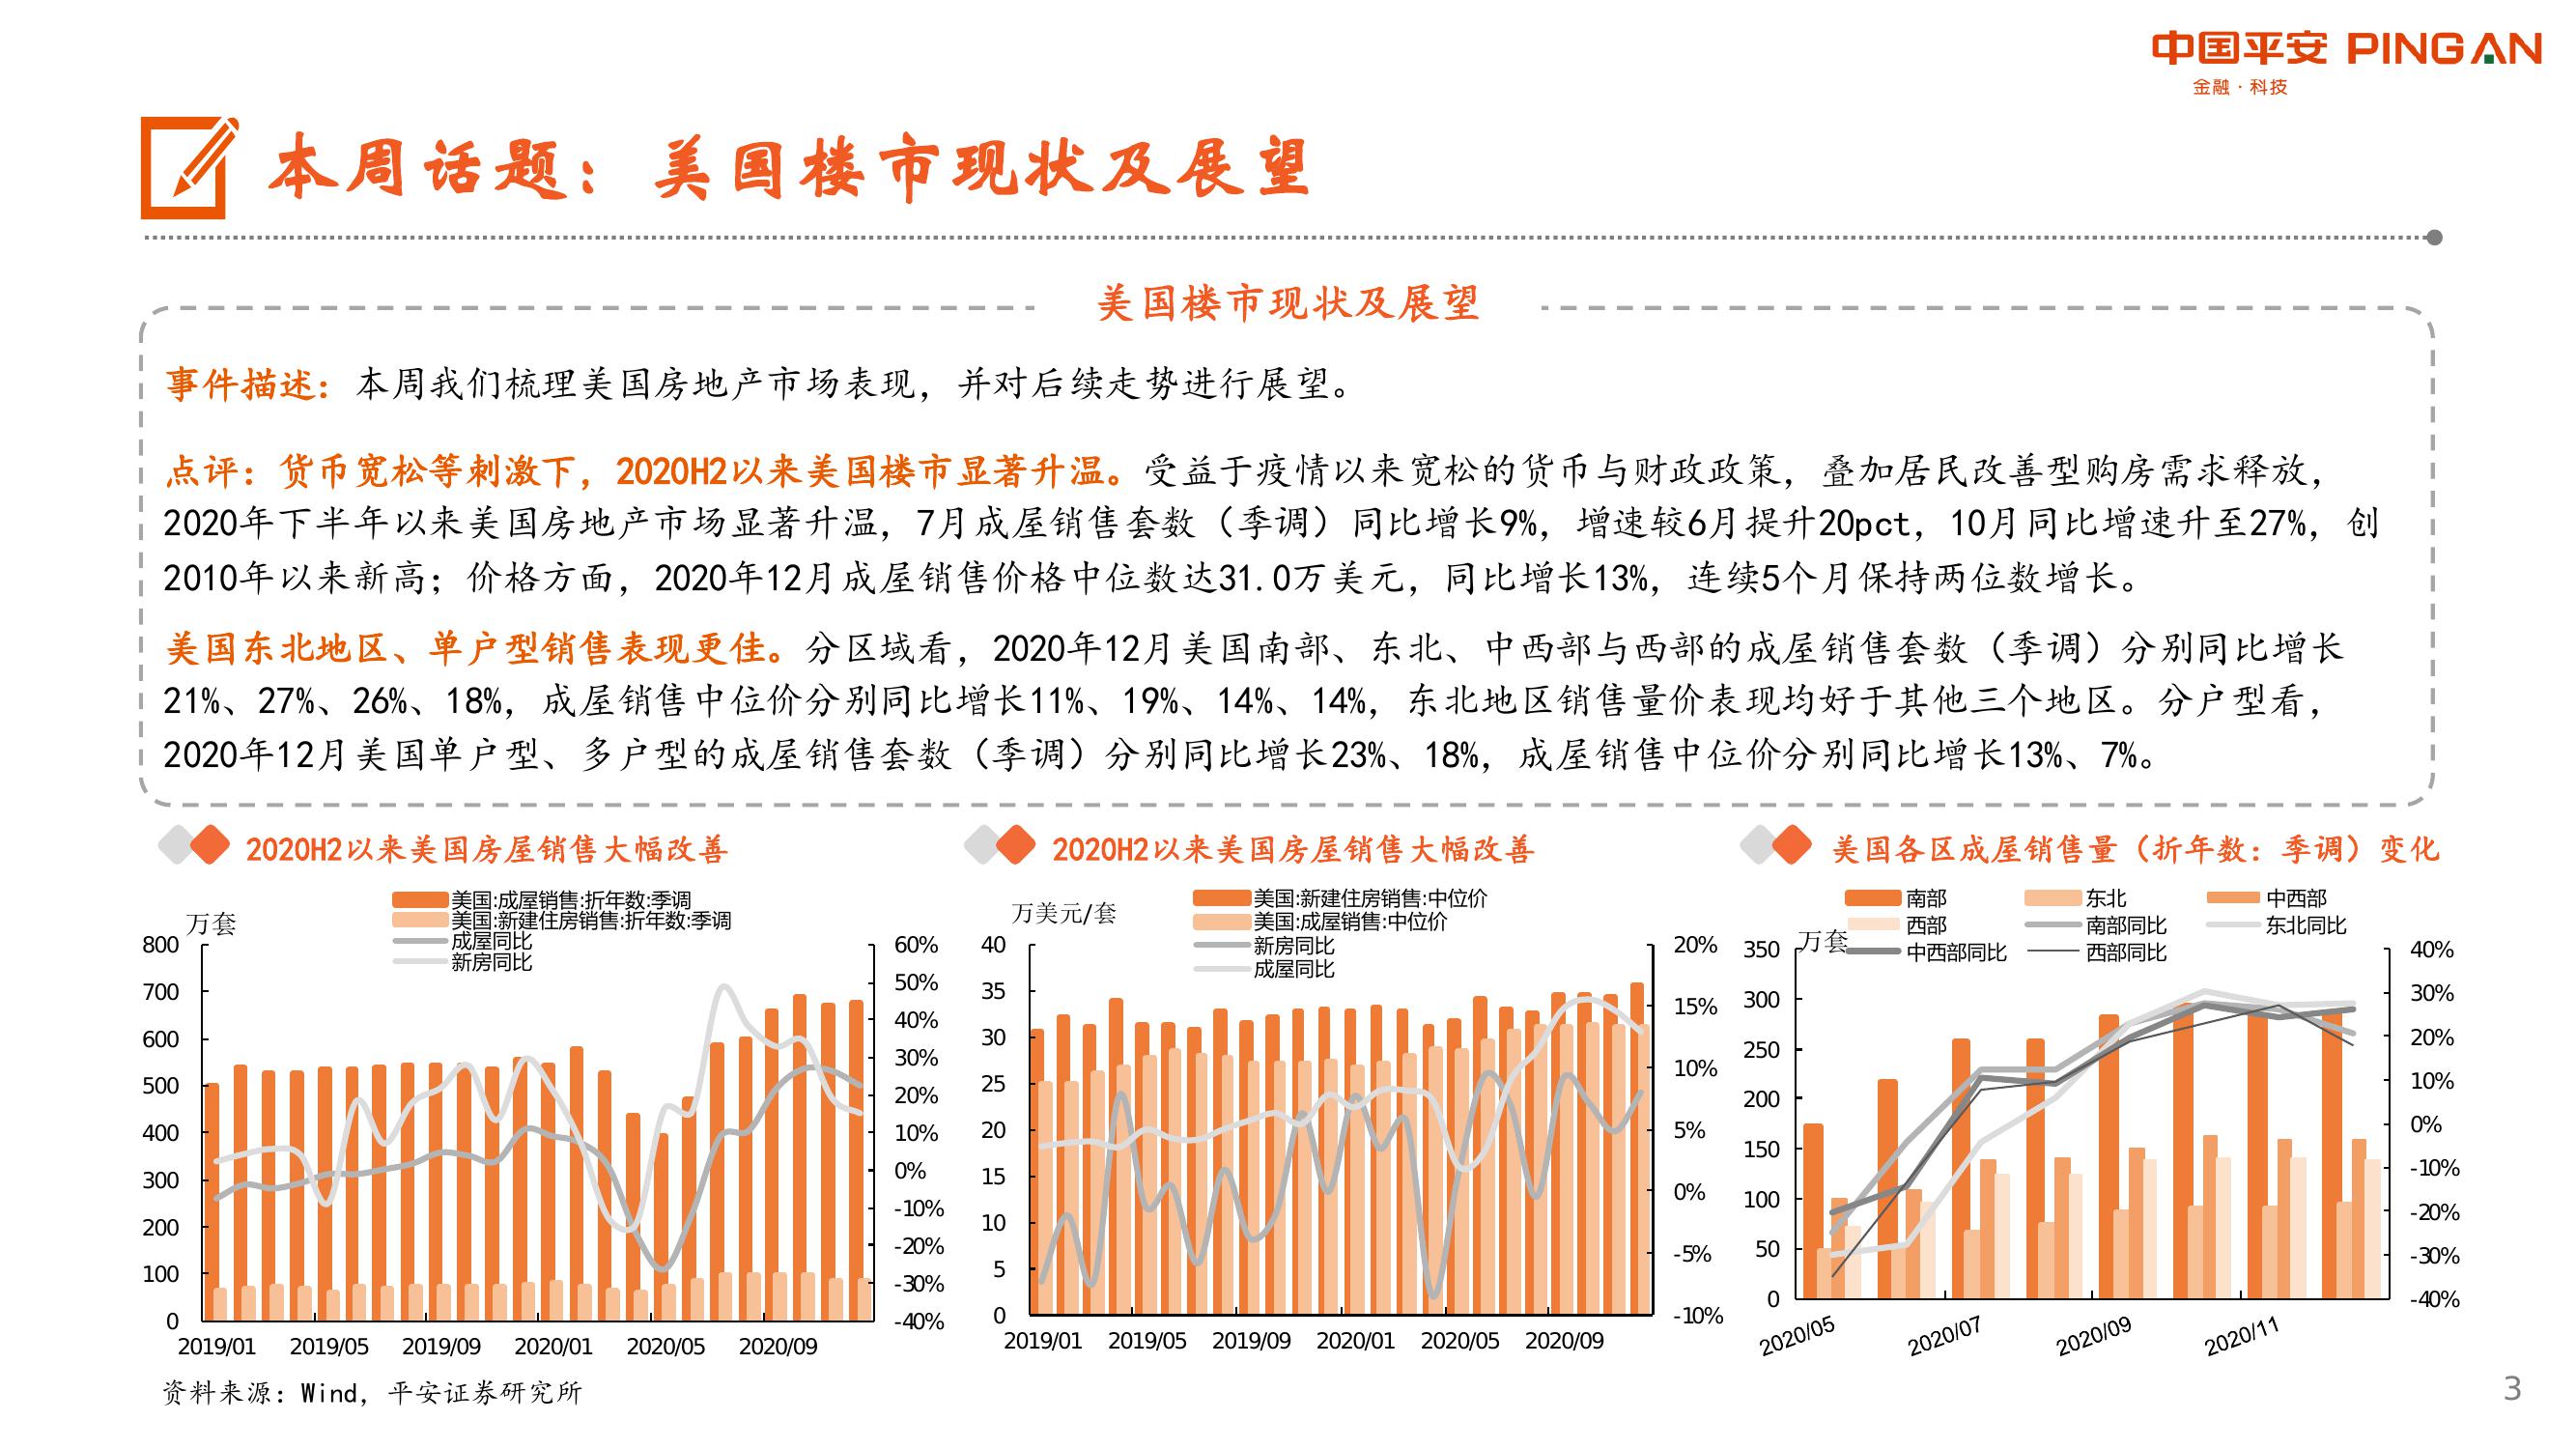 中国平安 PINGAN
金融·科技
本周话题：美国楼市现状及展望
美国楼市现状及展望
事件描述：本周我们梳理美国房地产市场表现，并对后续走势进行展望。
点评：货币宽松等刺激下，2020H2以来美国楼市显著升温。受益于疫情以来宽松的货币与财政政策，叠加居民改善型购房需求释放，
2020年下半年以来美国房地产市场显著升温，7月成屋销售套数（季调）同比增长9%，增速较6月提升20pct，10月同比增速升至27%，创
2010年以来新高；价格方面，2020年12月成屋销售价格中位数达31.0万美元，同比增长13%，连续5个月保持两位数增长。
美国东北地区、单户型销售表现更佳。分区域看，2020年12月美国南部、东北、中西部与西部的成屋销售套数（季调）分别同比增长
21%、27%、26%、18%，成屋销售中位价分别同比增长11%、19%、14%、14%，东北地区销售量价表现均好于其他三个地区。分户型看，
2020年12月美国单户型、多户型的成屋销售套数（季调）分别同比增长23%、18%，成屋销售中位价分别同比增长13%、7%。
2020H2以来美国房屋销售大幅改善
美国:成屋销售:折年数:季调
美国:新建住房销售:折年数:季调
成屋同比
新房同比
万套
800
700
600
500
400
300
200
100
0
60%
50%
40%
30%
20%
10%
0%
-10%
-20%
-30%
-40%
2019/01 2019/05 2019/09 2020/01 2020/05 2020/09
2020H2以来美国房屋销售大幅改善
美国:新建住房销售:中位价
美国:成屋销售:中位价
新房同比
成屋同比
万美元/套
40
35
30
25
20
15
10
5
0
20%
15%
10%
5%
0%
-5%
-10%
2019/01 2019/05 2019/09 2020/01 2020/05 2020/09
美国各区成屋销售量（折年数：季调）变化
南部 东北 中西部
西部 南部同比 东北同比
中西部同比 西部同比
万套
350
300
250
200
150
100
50
0
40%
30%
20%
10%
0%
-10%
-20%
-30%
-40%
2020/05 2020/07 2020/09 2020/11
资料来源：Wind，平安证券研究所
3